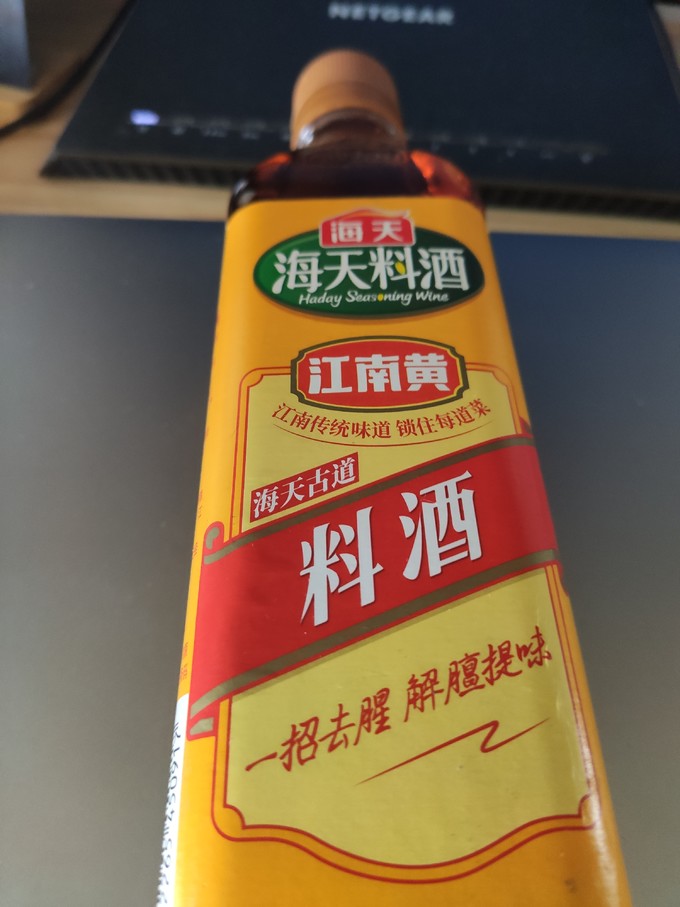 NETGEAR
海天
海天料酒
Haday Seasoning Wine
江南黄
江南传统味道 锁住每道菜
海天古道
料酒
一招去腥 解膻提味